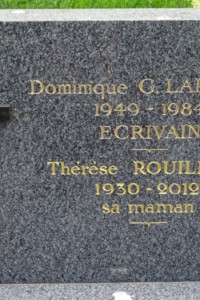 Dominique G. LA
1949 - 1984
ECRIVAIN
Thérèse ROUIL
1930 - 2012
sa maman